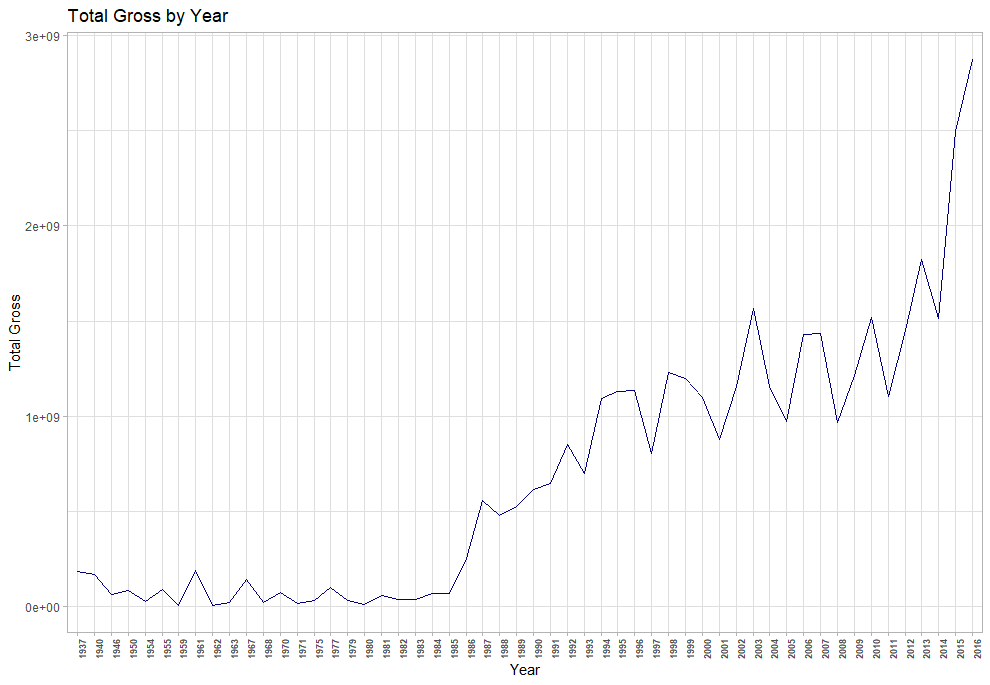 Total Gross by Year
3e+09
2e+09
1e+09
0e+00
Total Gross
1937 1940 1946 1950 1954 1955 1959 1961 1962 1963 1967 1968 1970 1971 1975 1977 1979 1980 1981 1982 1983 1984 1985 1986 1987 1988 1989 1990 1991 1992 1993 1994 1995 1996 1997 1998 1999 2000 2001 2002 2003 2004 2005 2006 2007 2008 2009 2010 2011 2012 2013 2014 2015 2016
Year